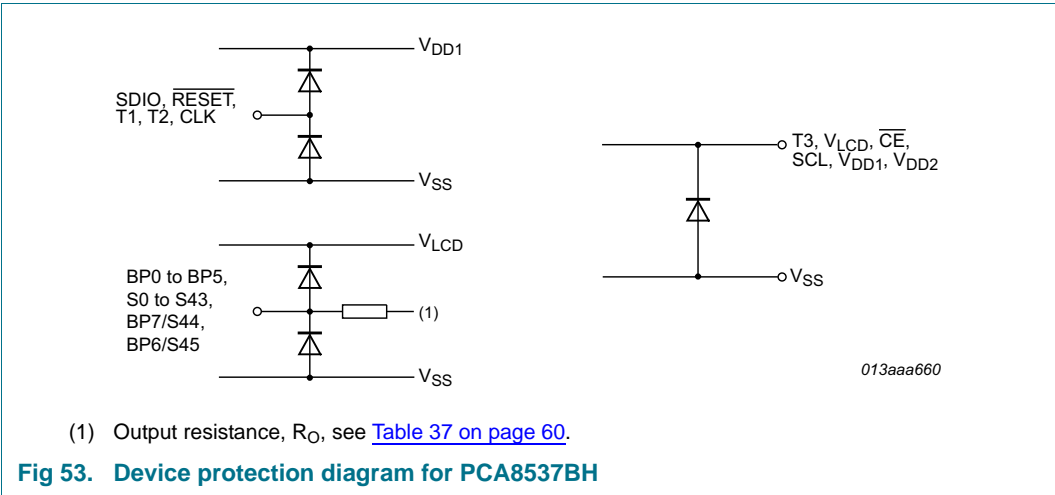 VDD1
SDIO, RESET,
T1, T2, CLK
VSS
VLCD
BP0 to BP5,
S0 to S43,
BP7/S44,
BP6/S45
(1)
VSS
T3, VLCD, CE,
SCL, VDD1, VDD2
VSS
013aaa660
(1) Output resistance, RO, see Table 37 on page 60.
Fig 53. Device protection diagram for PCA8537BH